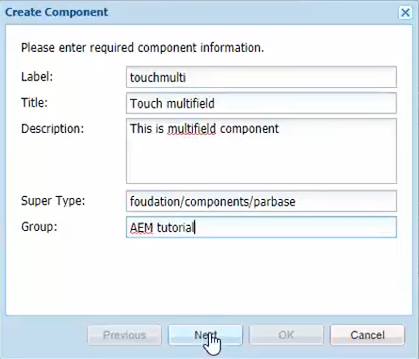 Create Component
Please enter required component information.
Label: touchmulti
Title: Touch multifield
Description: This is multifield component
Super Type: foudation/components/parbase
Group: AEM tutorial
Previous Next OK Cancel